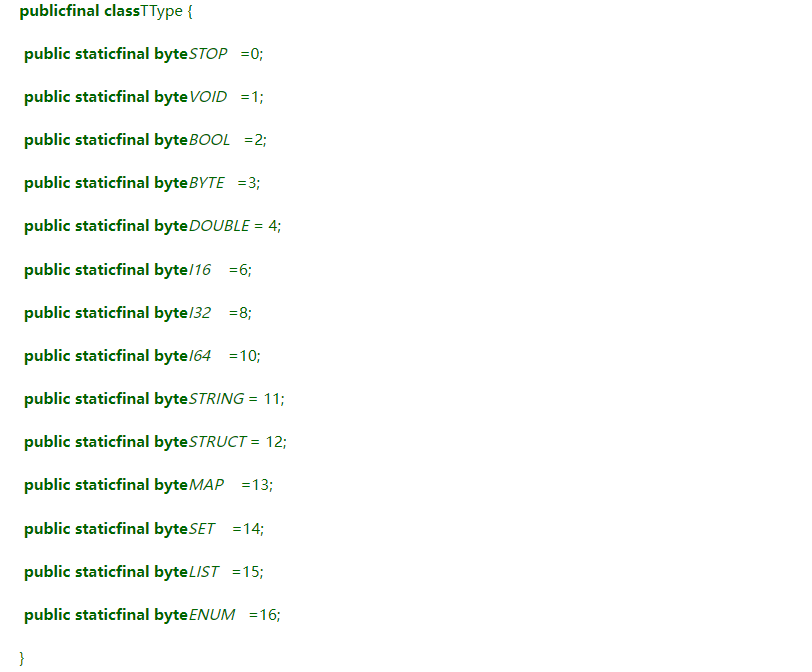 publicfinal classTType {
public staticfinal byteSTOP   =0;
public staticfinal byteVOID   =1;
public staticfinal byteBOOL   =2;
public staticfinal byteBYTE   =3;
public staticfinal byteDOUBLE = 4;
public staticfinal byteI16    =6;
public staticfinal byteI32    =8;
public staticfinal byteI64    =10;
public staticfinal byteSTRING = 11;
public staticfinal byteSTRUCT = 12;
public staticfinal byteMAP    =13;
public staticfinal byteSET    =14;
public staticfinal byteLIST   =15;
public staticfinal byteENUM   =16;
}